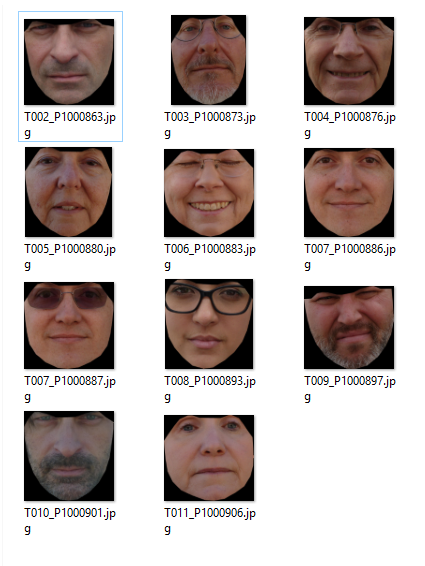 T002_P1000863.jp
g
T003_P1000873.jp
g
T004_P1000876.jp
g
T005_P1000880.jp
g
T006_P1000883.jp
g
T007_P1000886.jp
g
T007_P1000887.jp
g
T008_P1000893.jp
g
T009_P1000897.jp
g
T010_P1000901.jp
g
T011_P1000906.jp
g